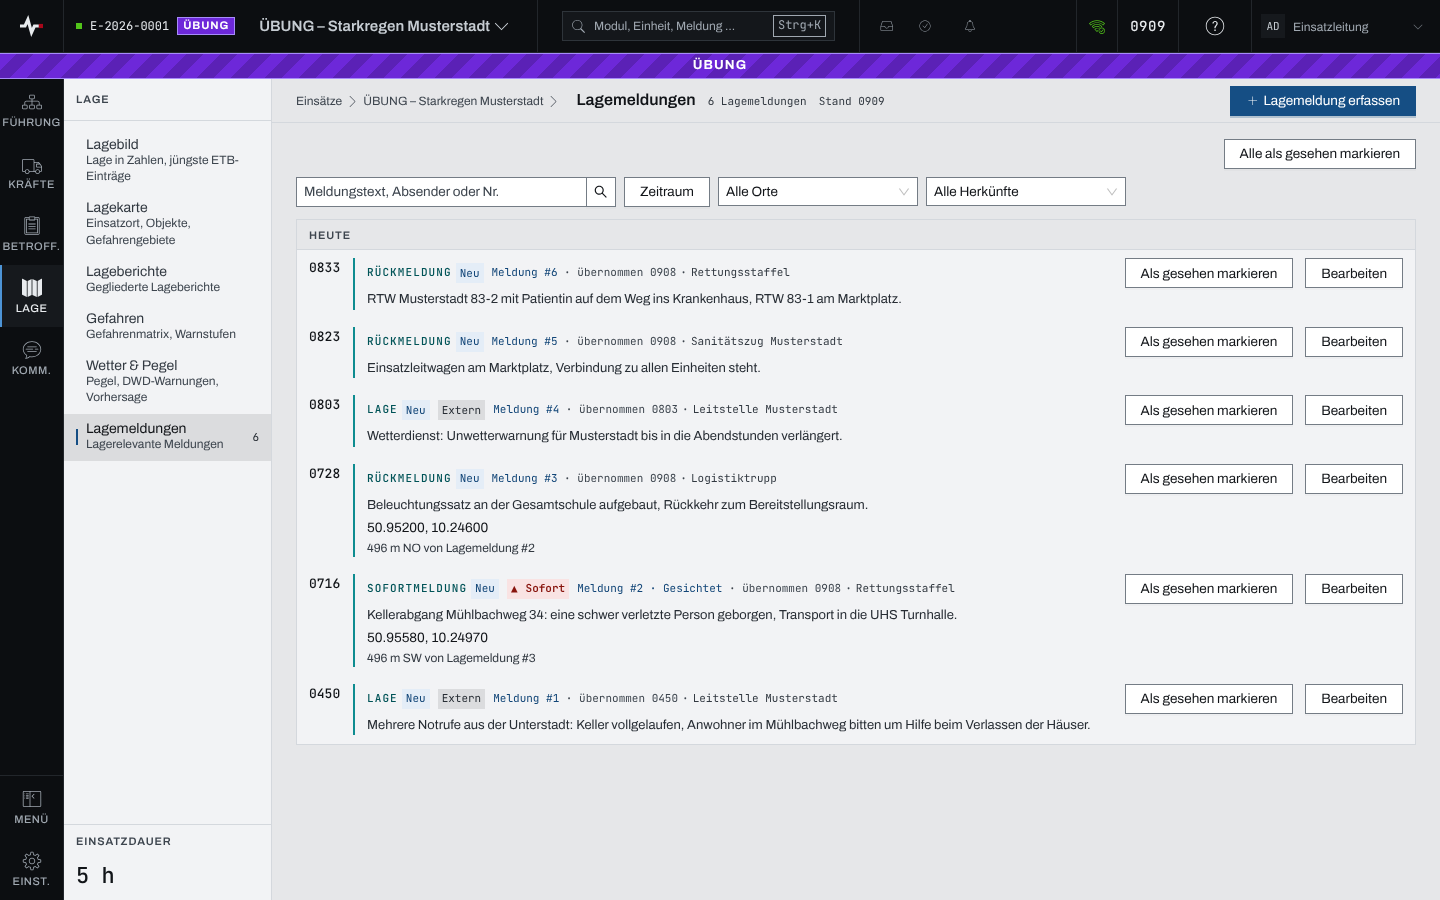 E-2026-0001 ÜBUNG ÜBUNG – Starkregen Musterstadt Modul, Einheit, Meldung ... Strg+K 0909 ? AD Einsatzleitung
ÜBUNG
FÜHRUNG
KRÄFTE
BETROFF.
LAGE
KOMM.
MENÜ
EINST.
LAGE
Lagebild
Lage in Zahlen, jüngste ETB-
Einträge
Lagekarte
Einsatzort, Objekte,
Gefahrengebiete
Lageberichte
Gegliederte Lageberichte
Gefahren
Gefahrenmatrix, Warnstufen
Wetter & Pegel
Pegel, DWD-Warnungen,
Vorhersage
Lagemeldungen
Lagerelevante Meldungen 6
EINSATZDAUER
5 h
Einsätze ÜBUNG – Starkregen Musterstadt Lagemeldungen 6 Lagemeldungen Stand 0909 + Lagemeldung erfassen
Alle als gesehen markieren
Meldungstext, Absender oder Nr. Zeitraum Alle Orte Alle Herkünfte
HEUTE
0833 RÜCKMELDUNG Neu Meldung #6 · übernommen 0908 · Rettungsstaffel Als gesehen markieren Bearbeiten
RTW Musterstadt 83-2 mit Patientin auf dem Weg ins Krankenhaus, RTW 83-1 am Marktplatz.
0823 RÜCKMELDUNG Neu Meldung #5 · übernommen 0908 · Sanitätszug Musterstadt Als gesehen markieren Bearbeiten
Einsatzleitwagen am Marktplatz, Verbindung zu allen Einheiten steht.
0803 LAGE Neu Extern Meldung #4 · übernommen 0803 · Leitstelle Musterstadt Als gesehen markieren Bearbeiten
Wetterdienst: Unwetterwarnung für Musterstadt bis in die Abendstunden verlängert.
0728 RÜCKMELDUNG Neu Meldung #3 · übernommen 0908 · Logistiktrupp Als gesehen markieren Bearbeiten
Beleuchtungssatz an der Gesamtschule aufgebaut, Rückkehr zum Bereitstellungsraum.
50.95200, 10.24600
496 m NO von Lagemeldung #2
0716 SOFORTMELDUNG Neu ▲ Sofort Meldung #2 · Gesichtet · übernommen 0908 · Rettungsstaffel Als gesehen markieren Bearbeiten
Kellerabgang Mühlbachweg 34: eine schwer verletzte Person geborgen, Transport in die UHS Turnhalle.
50.95580, 10.24970
496 m SW von Lagemeldung #3
0450 LAGE Neu Extern Meldung #1 · übernommen 0450 · Leitstelle Musterstadt Als gesehen markieren Bearbeiten
Mehrere Notrufe aus der Unterstadt: Keller vollgelaufen, Anwohner im Mühlbachweg bitten um Hilfe beim Verlassen der Häuser.